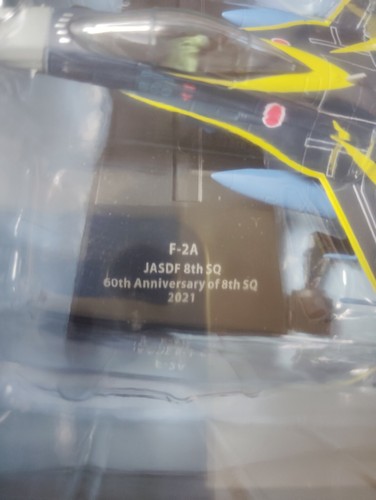 F-2A
JASDF 8th SQ
60th Anniversary of 8th SQ
2021